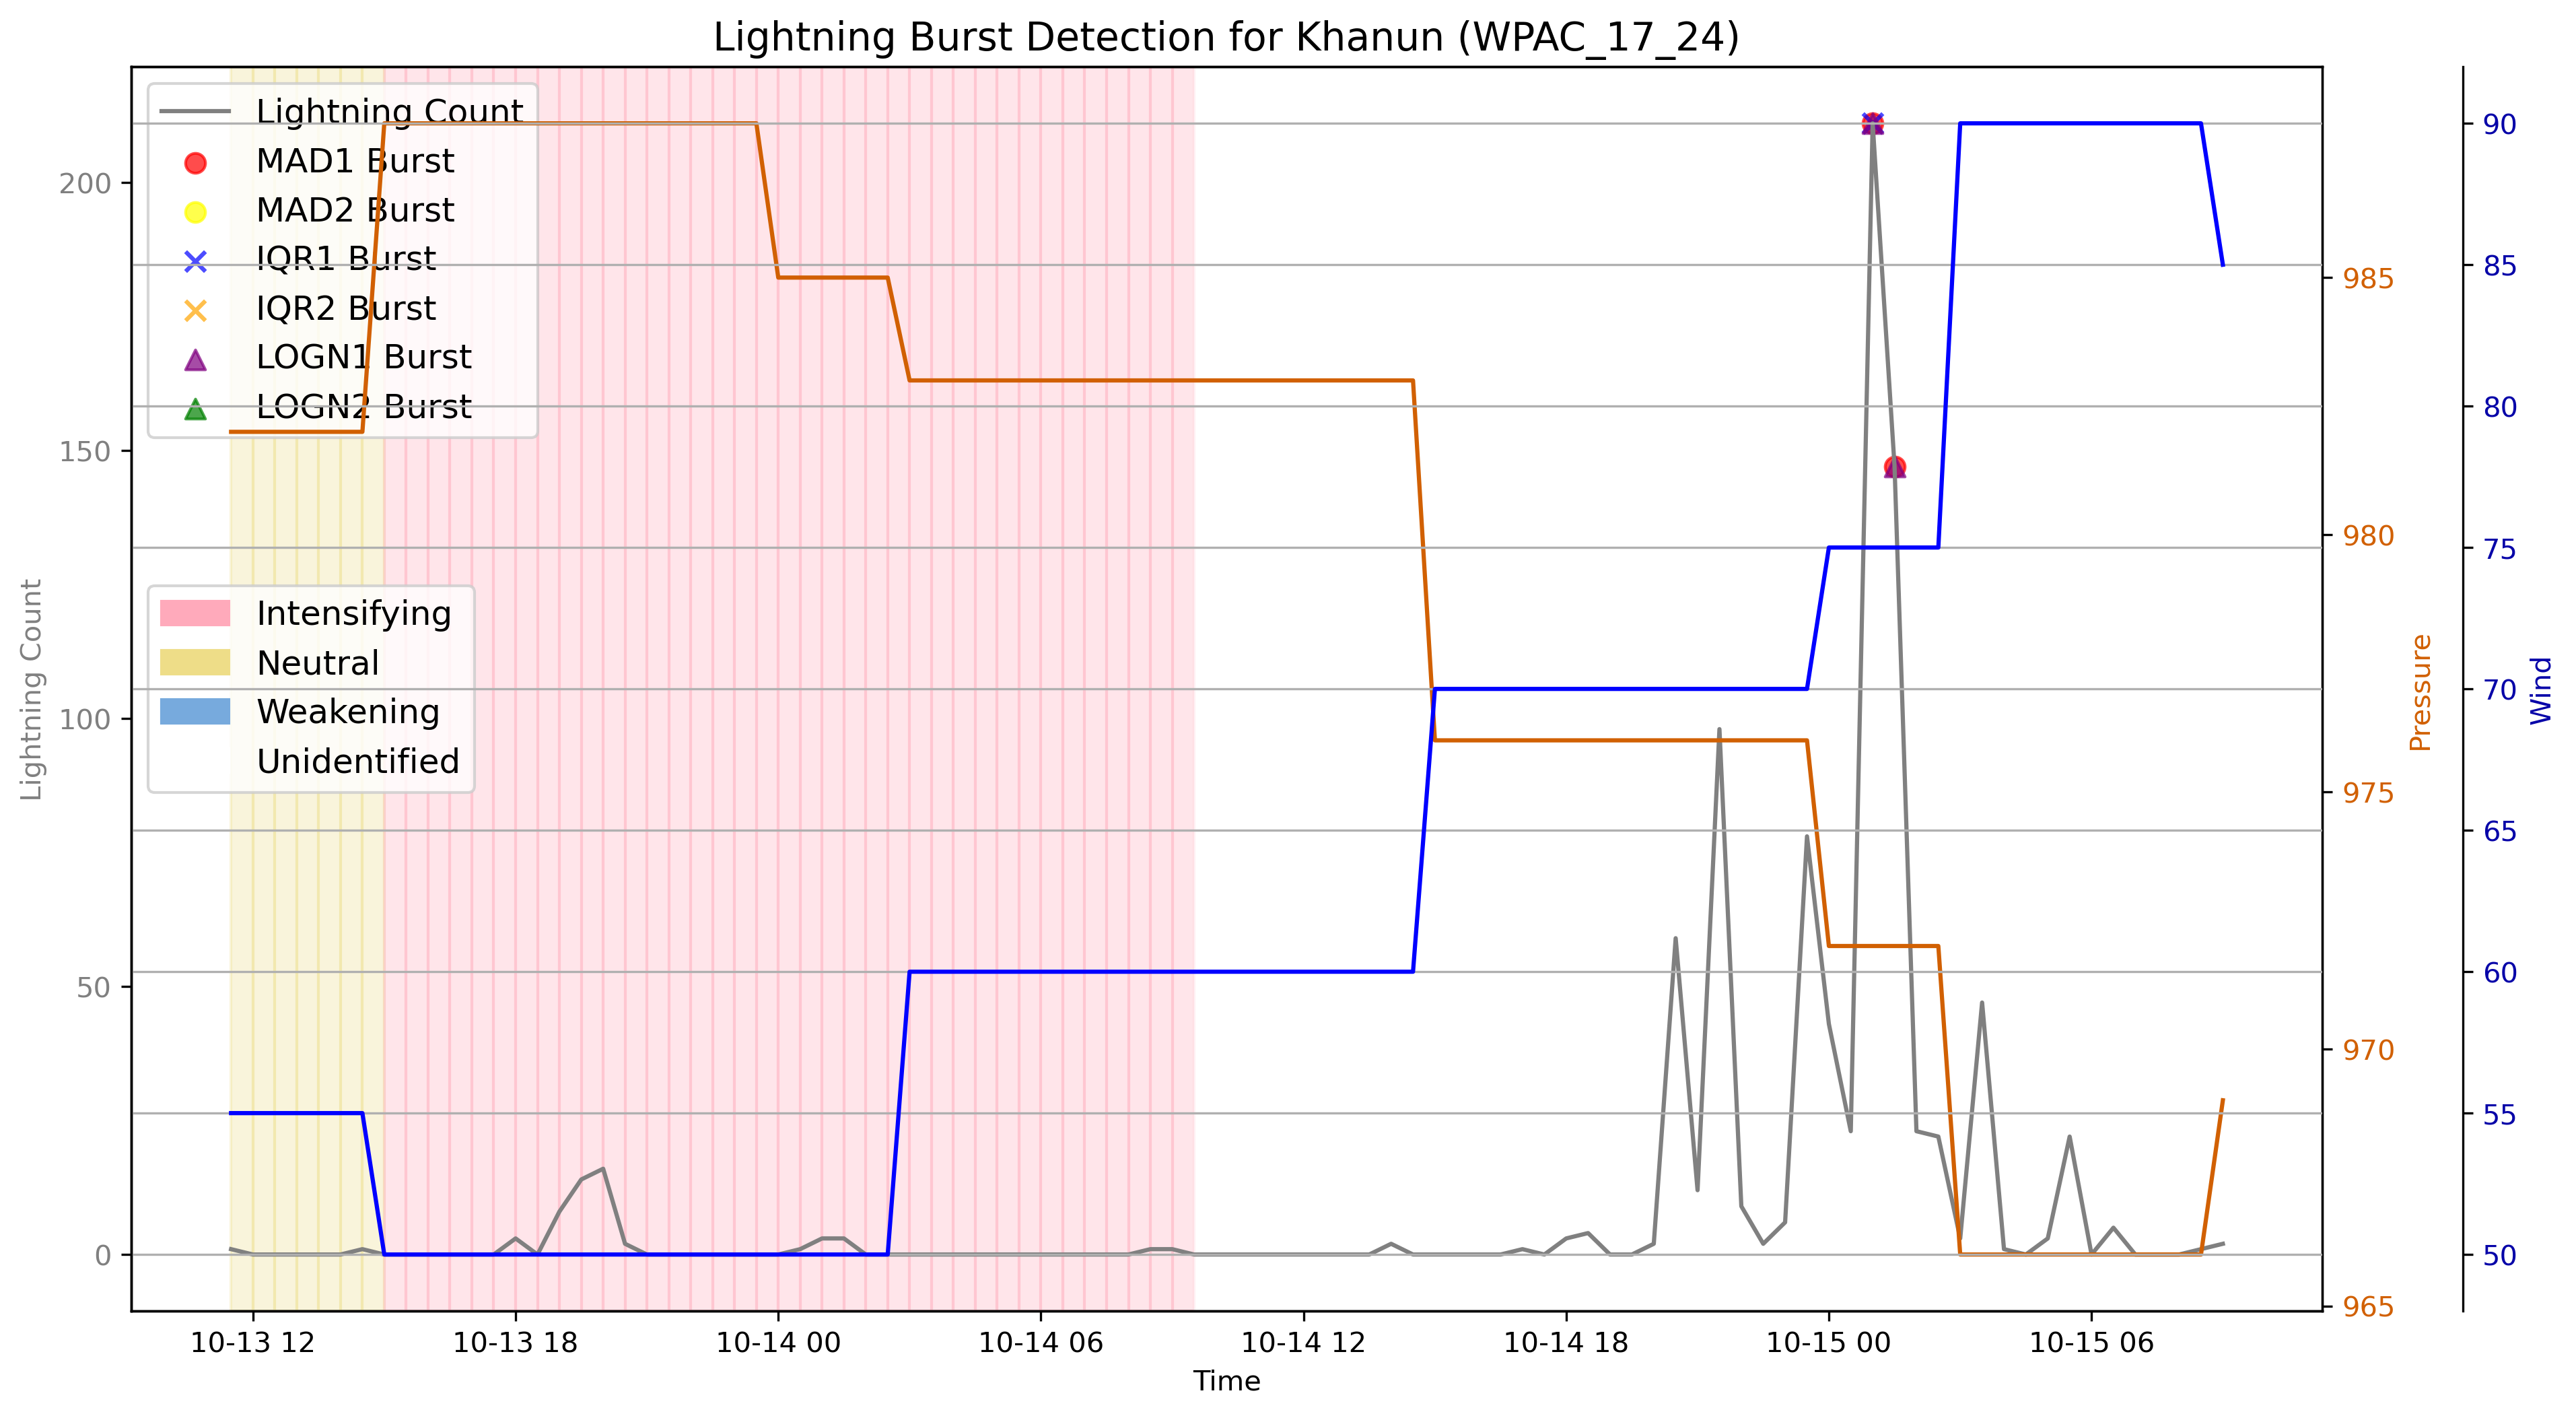 Lightning Burst Detection for Khanun (WPAC_17_24)
Lightning Count
MAD1 Burst
MAD2 Burst
IQR1 Burst
IQR2 Burst
LOGN1 Burst
LOGN2 Burst
Intensifying
Neutral
Weakening
Unidentified
Lightning Count
200
150
100
50
0
985
980
975
970
965
Pressure
90
85
80
75
70
65
60
55
50
Wind
10-13 12
10-13 18
10-14 00
10-14 06
10-14 12
10-14 18
10-15 00
10-15 06
Time